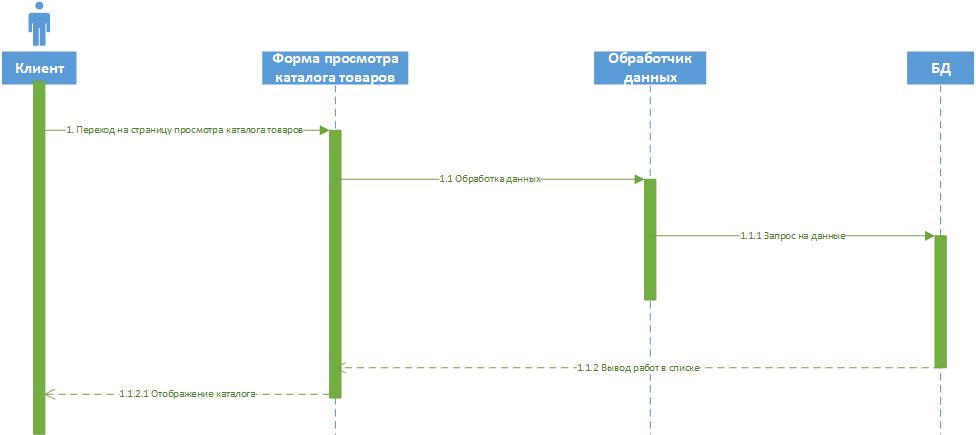 Клиент
Форма просмотра
каталога товаров
Обработчик
данных
БД
1. Переход на страницу просмотра каталога товаров
1.1 Обработка данных
1.1.1 Запрос на данные
1.1.2 Вывод работ в списке
1.1.2.1 Отображение каталога